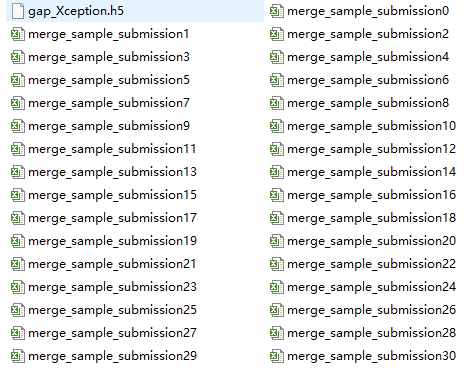 gap_Xception.h5 merge_sample_submission0
merge_sample_submission1 merge_sample_submission2
merge_sample_submission3 merge_sample_submission4
merge_sample_submission5 merge_sample_submission6
merge_sample_submission7 merge_sample_submission8
merge_sample_submission9 merge_sample_submission10
merge_sample_submission11 merge_sample_submission12
merge_sample_submission13 merge_sample_submission14
merge_sample_submission15 merge_sample_submission16
merge_sample_submission17 merge_sample_submission18
merge_sample_submission19 merge_sample_submission20
merge_sample_submission21 merge_sample_submission22
merge_sample_submission23 merge_sample_submission24
merge_sample_submission25 merge_sample_submission26
merge_sample_submission27 merge_sample_submission28
merge_sample_submission29 merge_sample_submission30